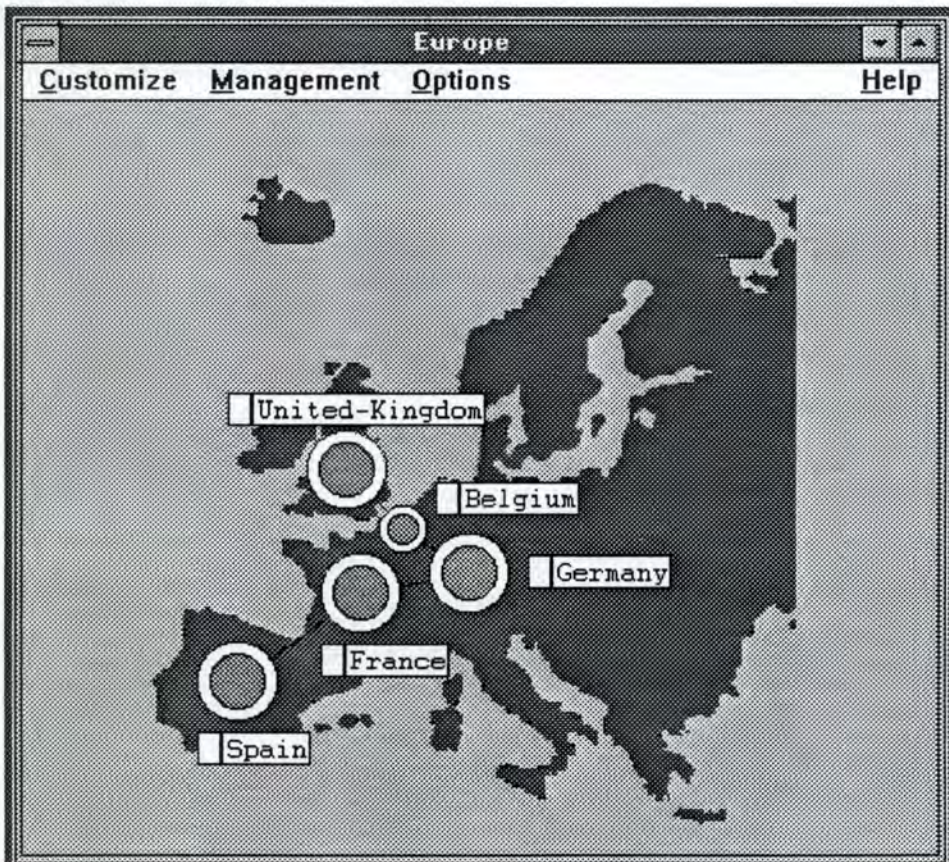 Europe
Customize Management Options Help
United-Kingdom
Belgium
Germany
France
Spain